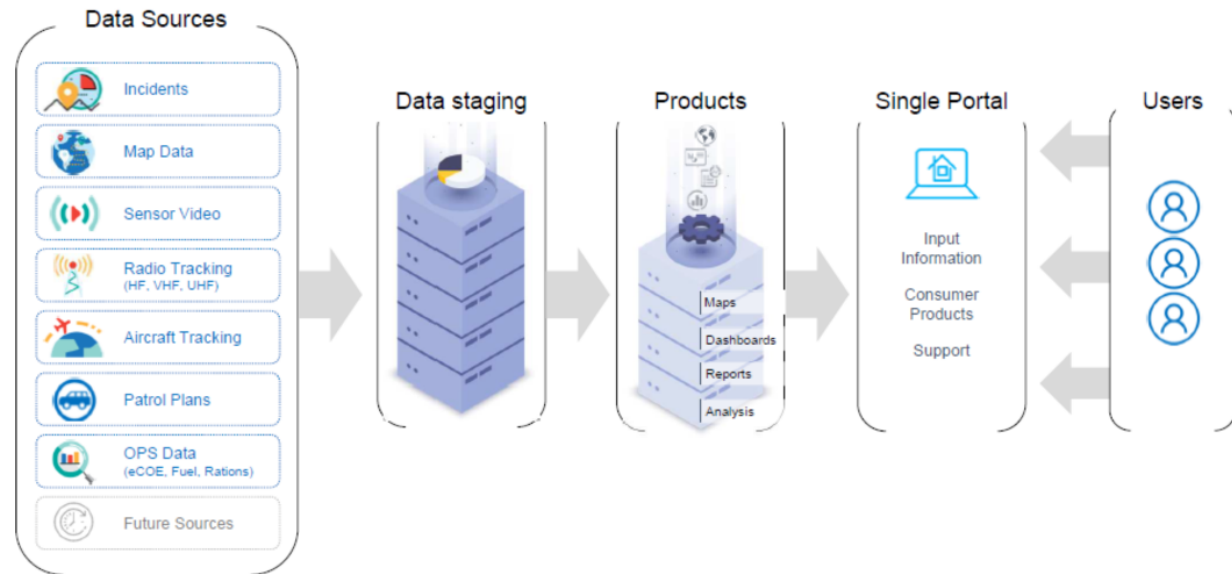 Data Sources
Incidents
Map Data
Sensor Video
Radio Tracking
(HF, VHF, UHF)
Aircraft Tracking
Patrol Plans
OPS Data
(eCOE, Fuel, Rations)
Future Sources
Data staging
Products
Maps
Dashboards
Reports
Analysis
Single Portal
Input
Information
Consumer
Products
Support
Users